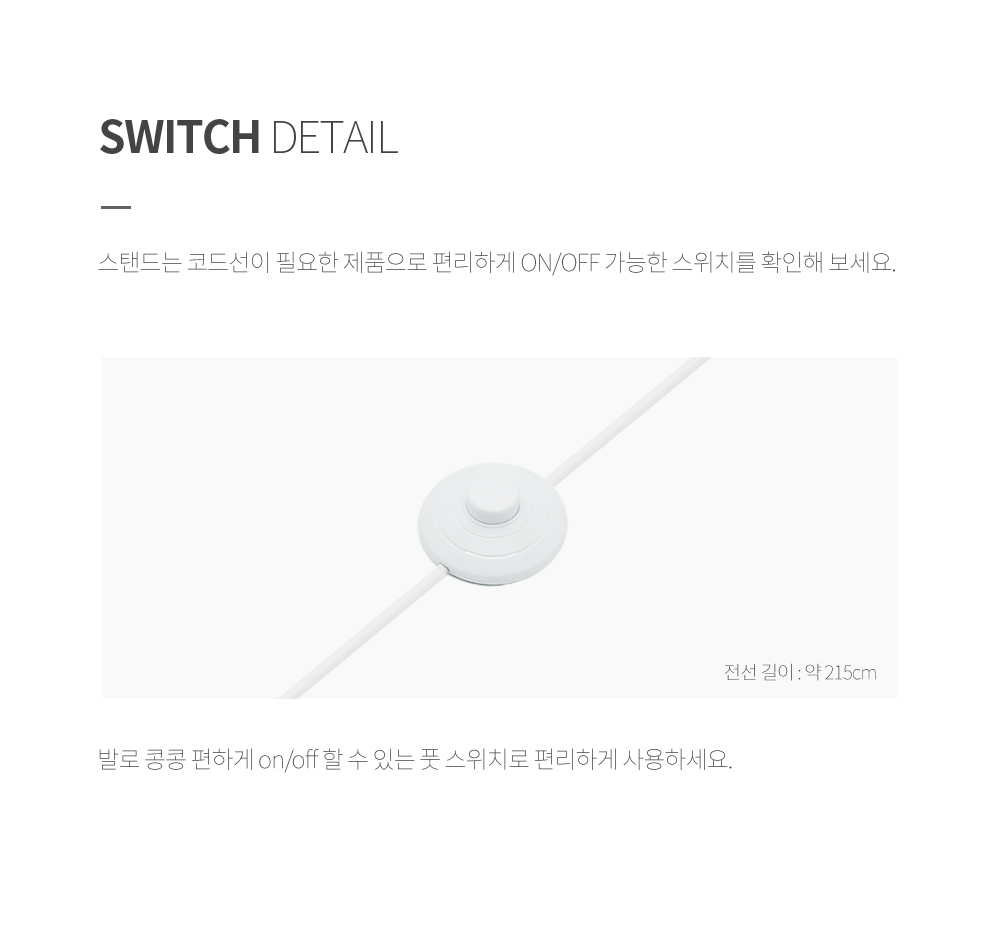 SWITCH DETAIL
스탠드는 코드선이 필요한 제품으로 편리하게 ON/OFF 가능한 스위치를 확인해 보세요.
전선 길이 : 약 215cm
발로 콩콩 편하게 on/off 할 수 있는 풋 스위치로 편리하게 사용하세요.